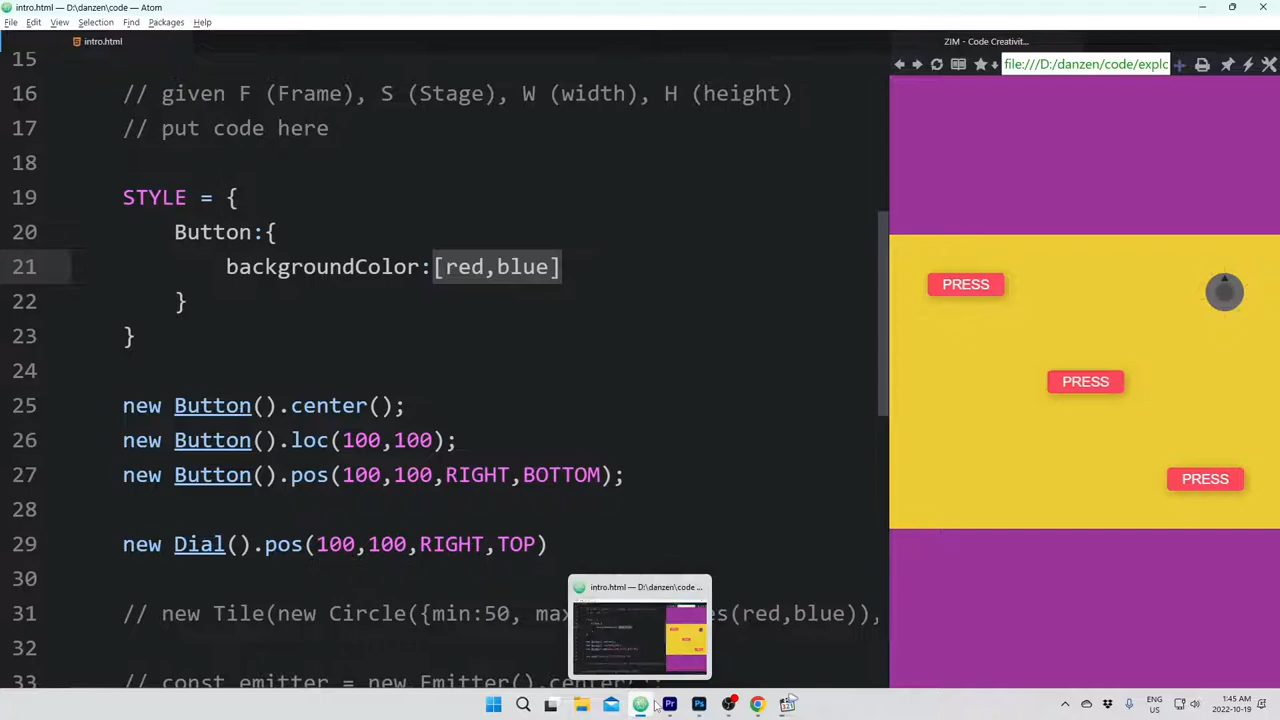 intro.html — D:\danzen\code — Atom
File Edit View Selection Find Packages Help
intro.html
ZIM - Code Creativit...
file:///D:/danzen/code/explc
15
16 // given F (Frame), S (Stage), W (width), H (height)
17 // put code here
18
19 STYLE = {
20 Button:{
21 backgroundColor:[red,blue]
22 }
23 }
24
25 new Button().center();
26 new Button().loc(100,100);
27 new Button().pos(100,100,RIGHT,BOTTOM);
28
29 new Dial().pos(100,100,RIGHT,TOP)
30
31 // new Tile(new Circle({min:50, ma es(red,blue)),
32
33 // const emitter = new Emitter().center
PRESS
PRESS
PRESS
intro.html — D:\danzen\code ...
ENG
US
1:45 AM
2022-10-19